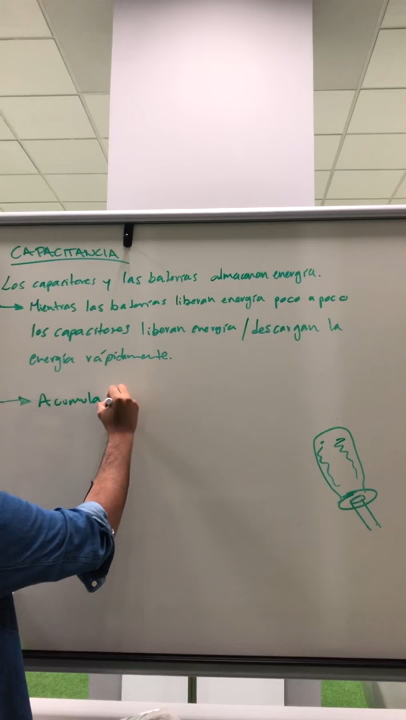 CAPACITANCIA
Los capacitores y las baterías almacenan energía.
→ Mientras las baterías liberan energía poco a poco
los capacitores liberan energía / descargan la
energía rápidamente.
→ Acumula